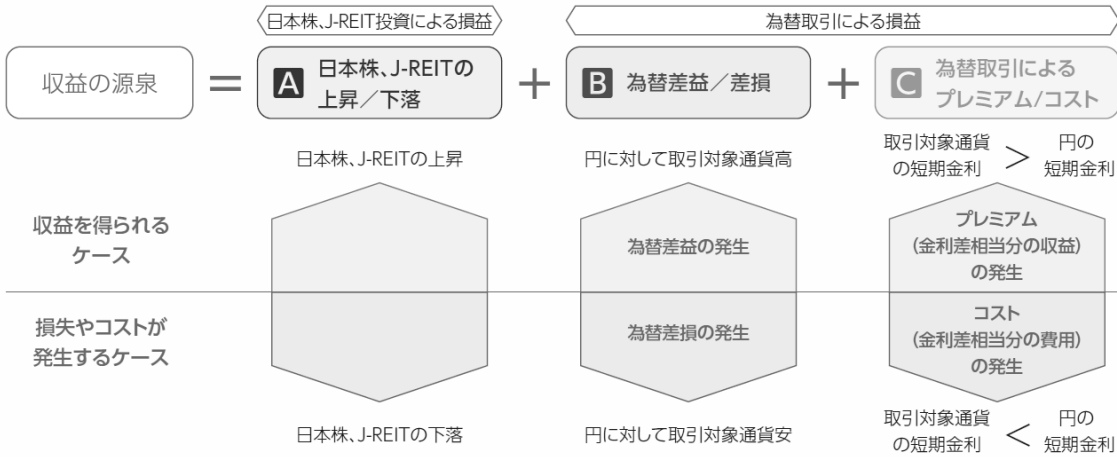 日本株、J-REIT投資による損益
為替取引による損益
収益の源泉
=
A
日本株、J-REITの
上昇／下落
+
B
為替差益／差損
+
C
為替取引による
プレミアム/コスト
日本株、J-REITの上昇
円に対して取引対象通貨高
取引対象通貨
の短期金利
>
円の
短期金利
収益を得られる
ケース
為替差益の発生
プレミアム
(金利差相当分の収益)
の発生
損失やコストが
発生するケース
為替差損の発生
コスト
(金利差相当分の費用)
の発生
日本株、J-REITの下落
円に対して取引対象通貨安
取引対象通貨
の短期金利
<
円の
短期金利